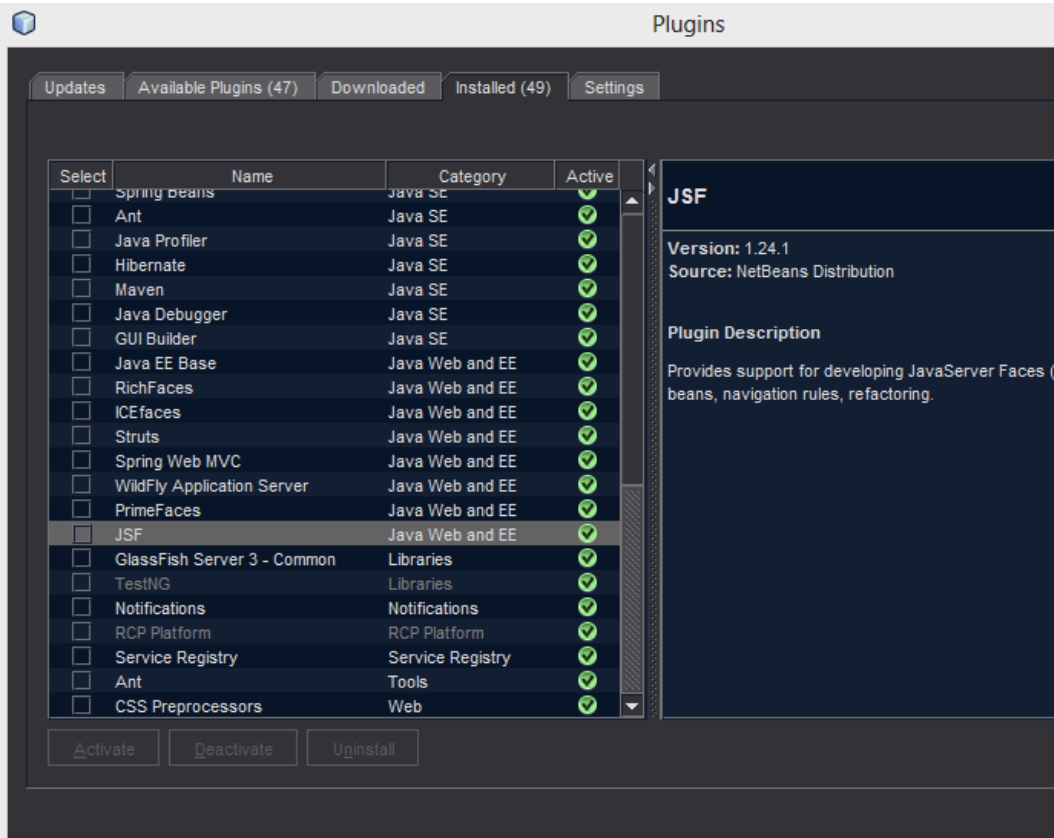 Plugins
Updates Available Plugins (47) Downloaded Installed (49) Settings
Select Name Category Active
Spring Beans Java SE
Ant Java SE
Java Profiler Java SE
Hibernate Java SE
Maven Java SE
Java Debugger Java SE
GUI Builder Java SE
Java EE Base Java Web and EE
RichFaces Java Web and EE
ICEfaces Java Web and EE
Struts Java Web and EE
Spring Web MVC Java Web and EE
WildFly Application Server Java Web and EE
PrimeFaces Java Web and EE
JSF Java Web and EE
GlassFish Server 3 - Common Libraries
TestNG Libraries
Notifications Notifications
RCP Platform RCP Platform
Service Registry Service Registry
Ant Tools
CSS Preprocessors Web
JSF
Version: 1.24.1
Source: NetBeans Distribution
Plugin Description
Provides support for developing JavaServer Faces (
beans, navigation rules, refactoring.
Activate Deactivate Uninstall